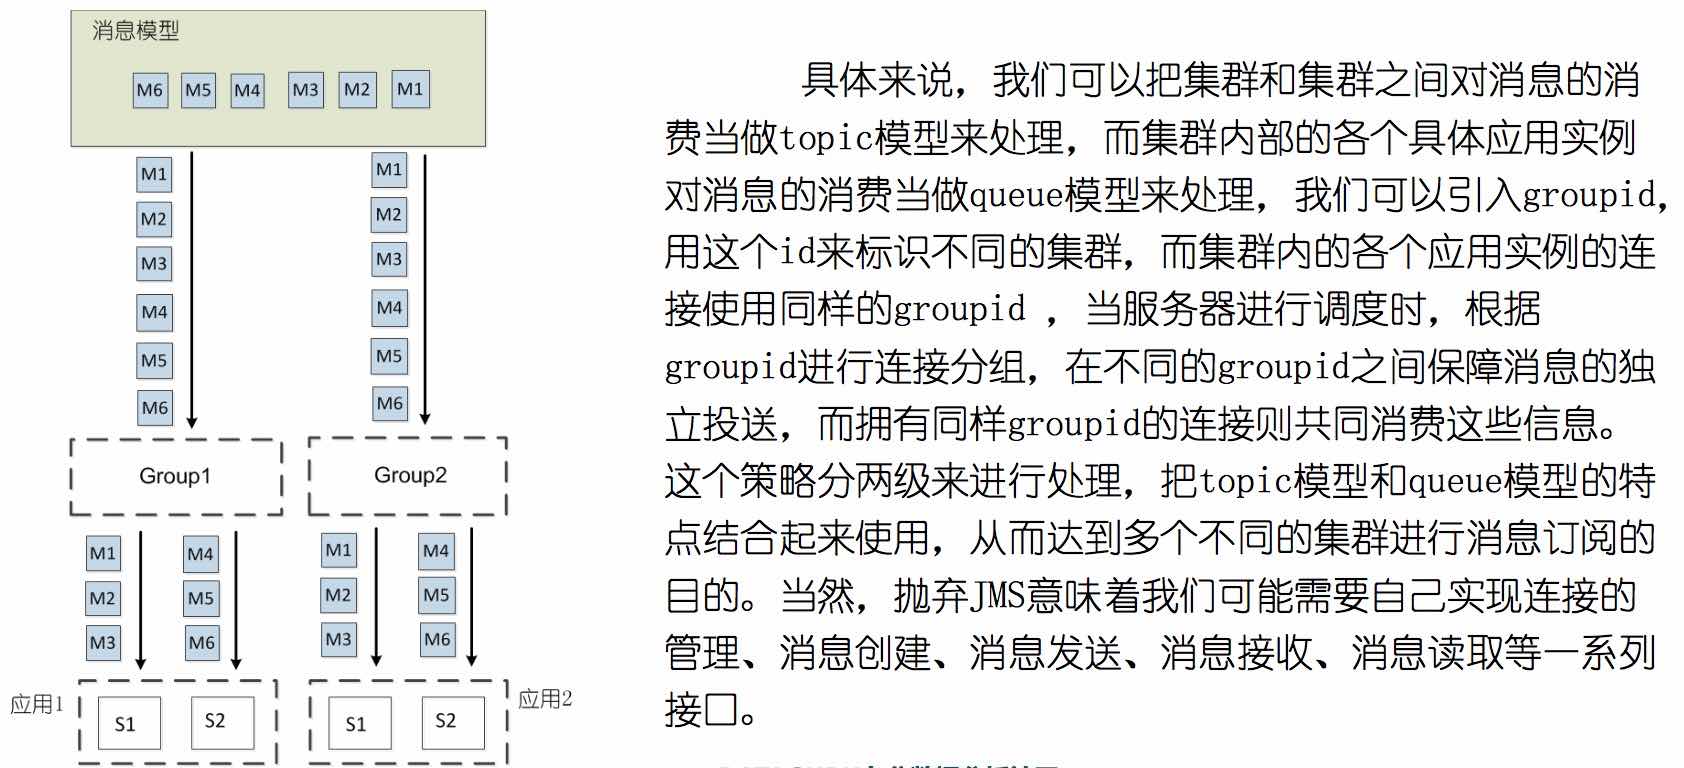 消息模型
M6 M5 M4 M3 M2 M1
M1 M1
M2 M2
M3 M3
M4 M4
M5 M5
M6 M6
Group1 Group2
M1 M4 M1 M4
M2 M5 M2 M5
M3 M6 M3 M6
应用1 应用2
S1 S2 S1 S2
具体来说，我们可以把集群和集群之间对消息的消
费当做topic模型来处理，而集群内部的各个具体应用实例
对消息的消费当做queue模型来处理，我们可以引入groupid，
用这个id来标识不同的集群，而集群内的各个应用实例的连
接使用同样的groupid ，当服务器进行调度时，根据
groupid进行连接分组，在不同的groupid之间保障消息的独
立投送，而拥有同样groupid的连接则共同消费这些信息。
这个策略分两级来进行处理，把topic模型和queue模型的特
点结合起来使用，从而达到多个不同的集群进行消息订阅的
目的。当然，抛弃JMS意味着我们可能需要自己实现连接的
管理、消息创建、消息发送、消息接收、消息读取等一系列
接口。